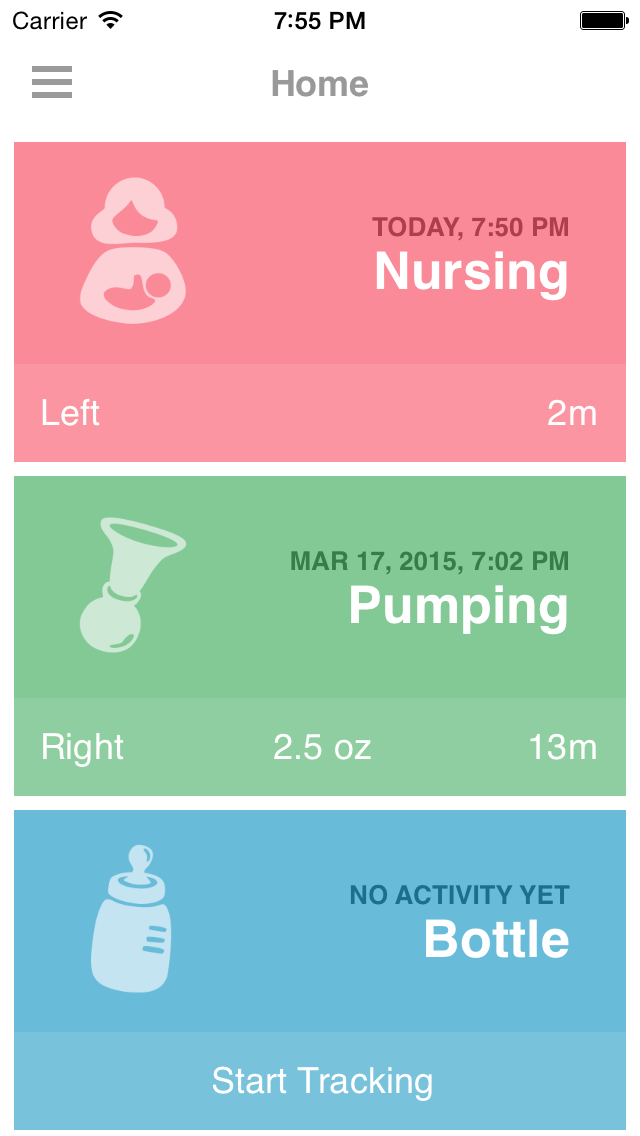 Carrier 7:55 PM
Home
TODAY, 7:50 PM
Nursing
Left 2m
MAR 17, 2015, 7:02 PM
Pumping
Right 2.5 oz 13m
NO ACTIVITY YET
Bottle
Start Tracking